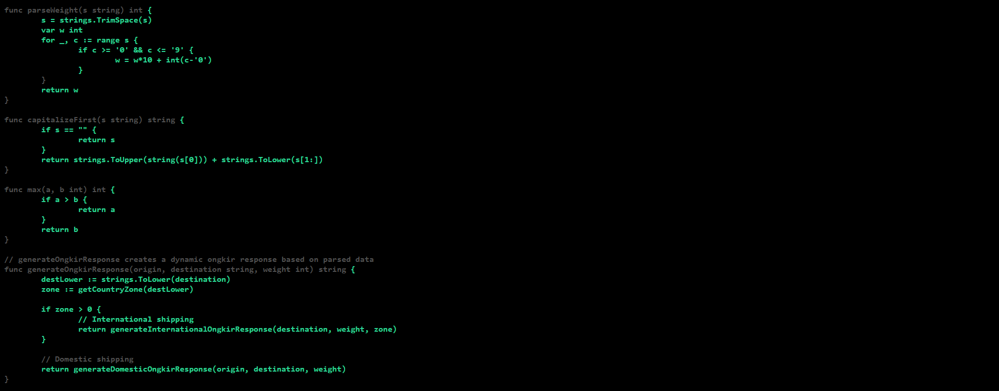 func parseWeight(s string) int {
        s = strings.TrimSpace(s)
        var w int
        for _, c := range s {
                if c >= '0' && c <= '9' {
                        w = w*10 + int(c-'0')
                }
        }
        return w
}

func capitalizeFirst(s string) string {
        if s == "" {
                return s
        }
        return strings.ToUpper(string(s[0])) + strings.ToLower(s[1:])
}

func max(a, b int) int {
        if a > b {
                return a
        }
        return b
}

// generateOngkirResponse creates a dynamic ongkir response based on parsed data
func generateOngkirResponse(origin, destination string, weight int) string {
        destLower := strings.ToLower(destination)
        zone := getCountryZone(destLower)

        if zone > 0 {
                // International shipping
                return generateInternationalOngkirResponse(destination, weight, zone)
        }

        // Domestic shipping
        return generateDomesticOngkirResponse(origin, destination, weight)
}